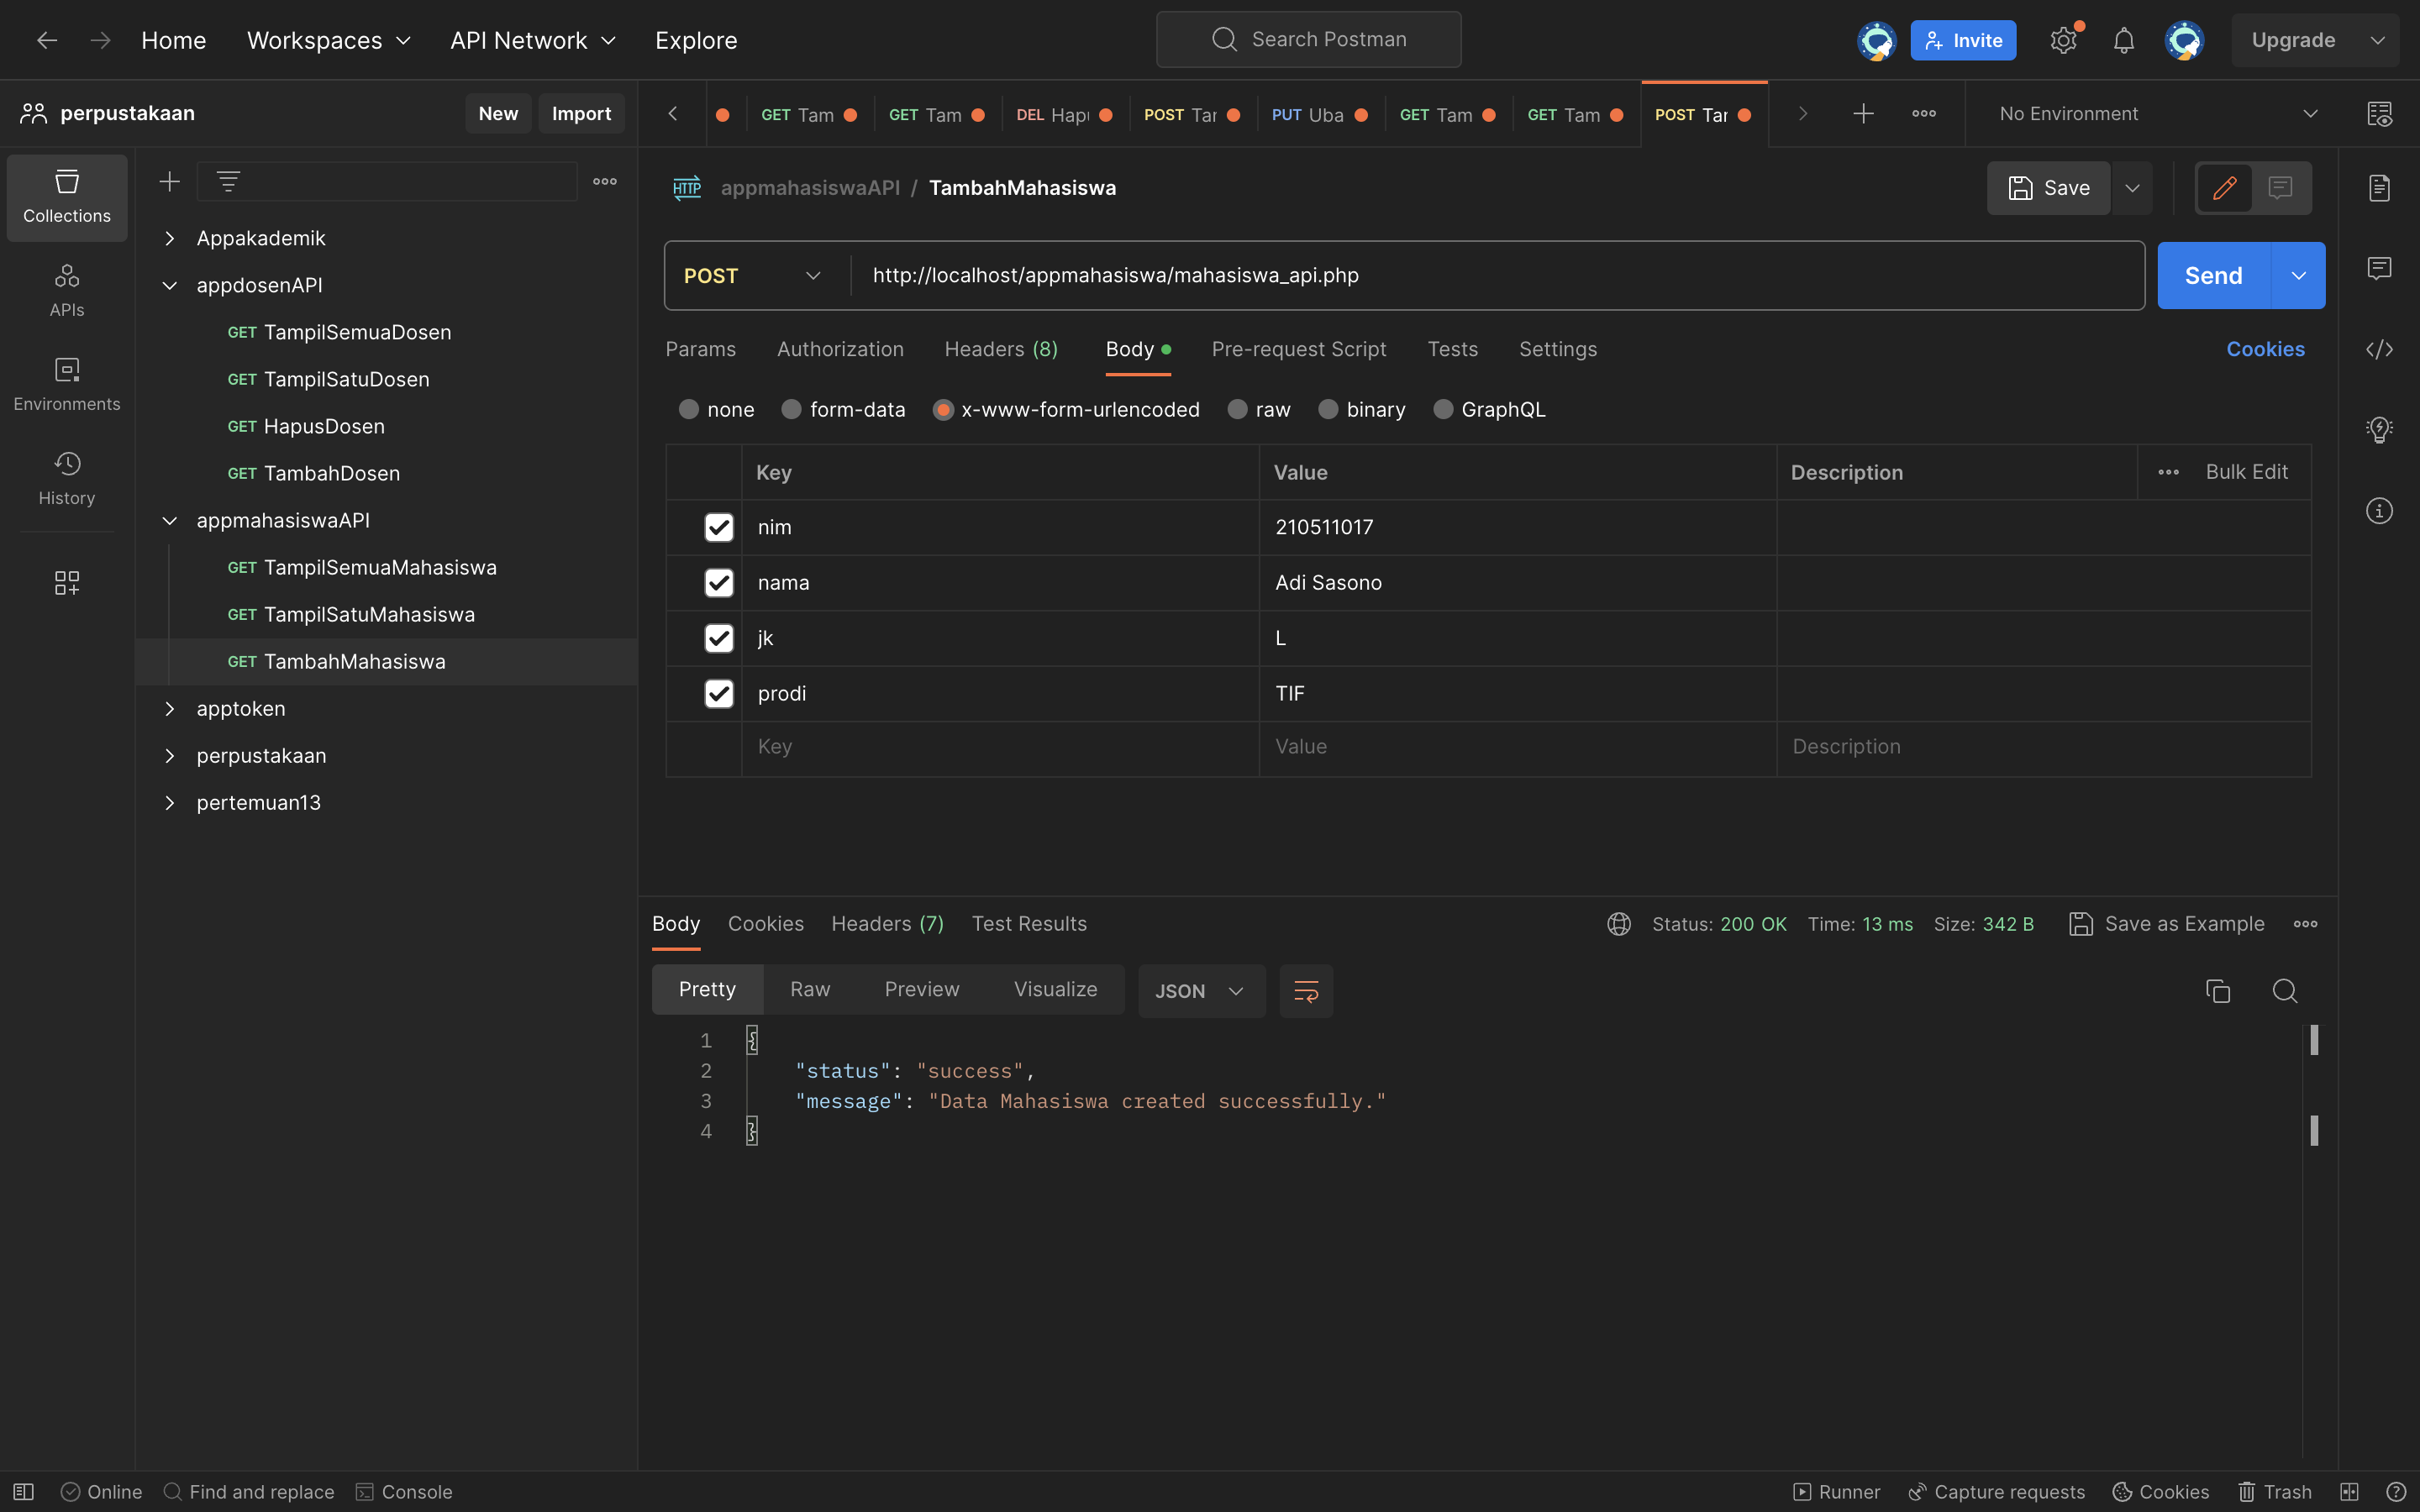 Home Workspaces API Network Explore Search Postman Invite Upgrade
perpustakaan New Import
GET Tam GET Tam DEL Hapu POST Tar PUT Uba GET Tam GET Tam POST Tar No Environment
Collections
APIs
Environments
History
Appakademik
appdosenAPI
GET TampilSemuaDosen
GET TampilSatuDosen
GET HapusDosen
GET TambahDosen
appmahasiswaAPI
GET TampilSemuaMahasiswa
GET TampilSatuMahasiswa
GET TambahMahasiswa
apptoken
perpustakaan
pertemuan13
HTTP appmahasiswaAPI / TambahMahasiswa Save
POST http://localhost/appmahasiswa/mahasiswa_api.php Send
Params Authorization Headers (8) Body Pre-request Script Tests Settings Cookies
none form-data x-www-form-urlencoded raw binary GraphQL
Key Value Description Bulk Edit
nim 210511017
nama Adi Sasono
jk L
prodi TIF
Key Value Description
Body Cookies Headers (7) Test Results Status: 200 OK Time: 13 ms Size: 342 B Save as Example
Pretty Raw Preview Visualize JSON
1 {
2 "status": "success",
3 "message": "Data Mahasiswa created successfully."
4 }
Online Find and replace Console Runner Capture requests Cookies Trash